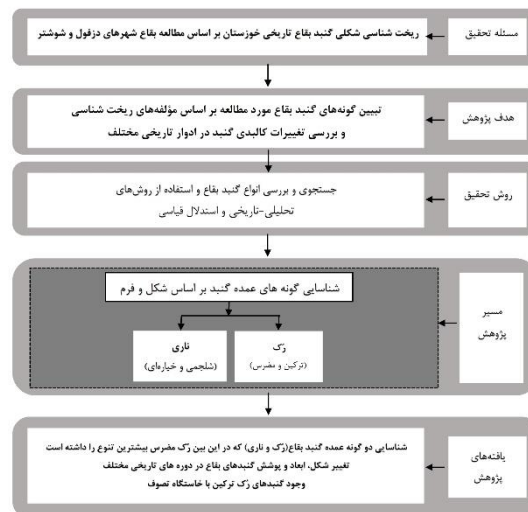 مسئله تحقیق
ریخت شناسی شکلی گنبد بقاع تاریخی خوزستان بر اساس مطالعه بقاع شهرهای دزفول و شوشتر
هدف پژوهش
تبیین گونه‌های گنبد بقاع مورد مطالعه بر اساس مؤلفه‌های ریخت شناسی
و بررسی تغییرات کالبدی گنبد در ادوار تاریخی مختلف
روش تحقیق
جستجوی و بررسی انواع گنبد بقاع و استفاده از روش‌های
تحلیلی-تاریخی و استدلال قیاسی
مسیر
پژوهش
شناسایی گونه های عمده گنبد بر اساس شکل و فرم
رُک
(ترکین و مضرس)
ناری
(شلجمی و خیاره‌ای)
یافته‌های
پژوهش
شناسایی دو گونه عمده گنبد بقاع(رُک و ناری) که در این بین رُک مضرس بیشترین تنوع را داشته است
تغییر شکل، ابعاد و پوشش گنبدهای بقاع در دوره های تاریخی مختلف
وجود گنبدهای رُک ترکین با خاستگاه تصوف